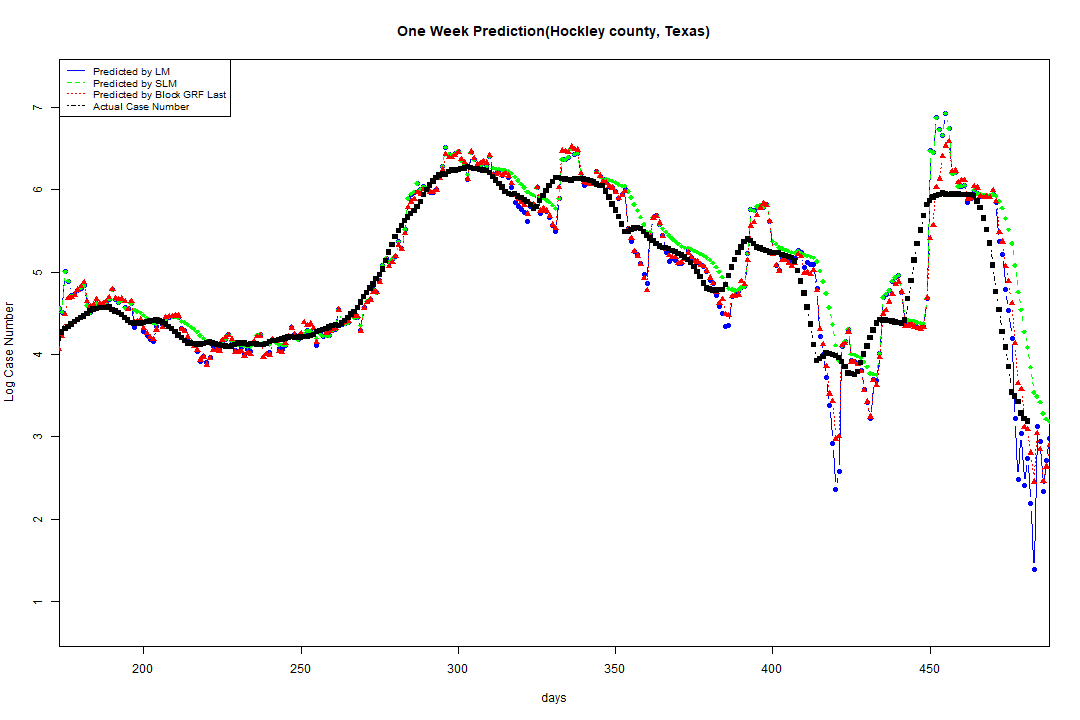 One Week Prediction(Hockley county, Texas)
Predicted by LM
Predicted by SLM
Predicted by Block GRF Last
Actual Case Number
7
6
5
4
3
2
1
Log Case Number
200 250 300 350 400 450
days